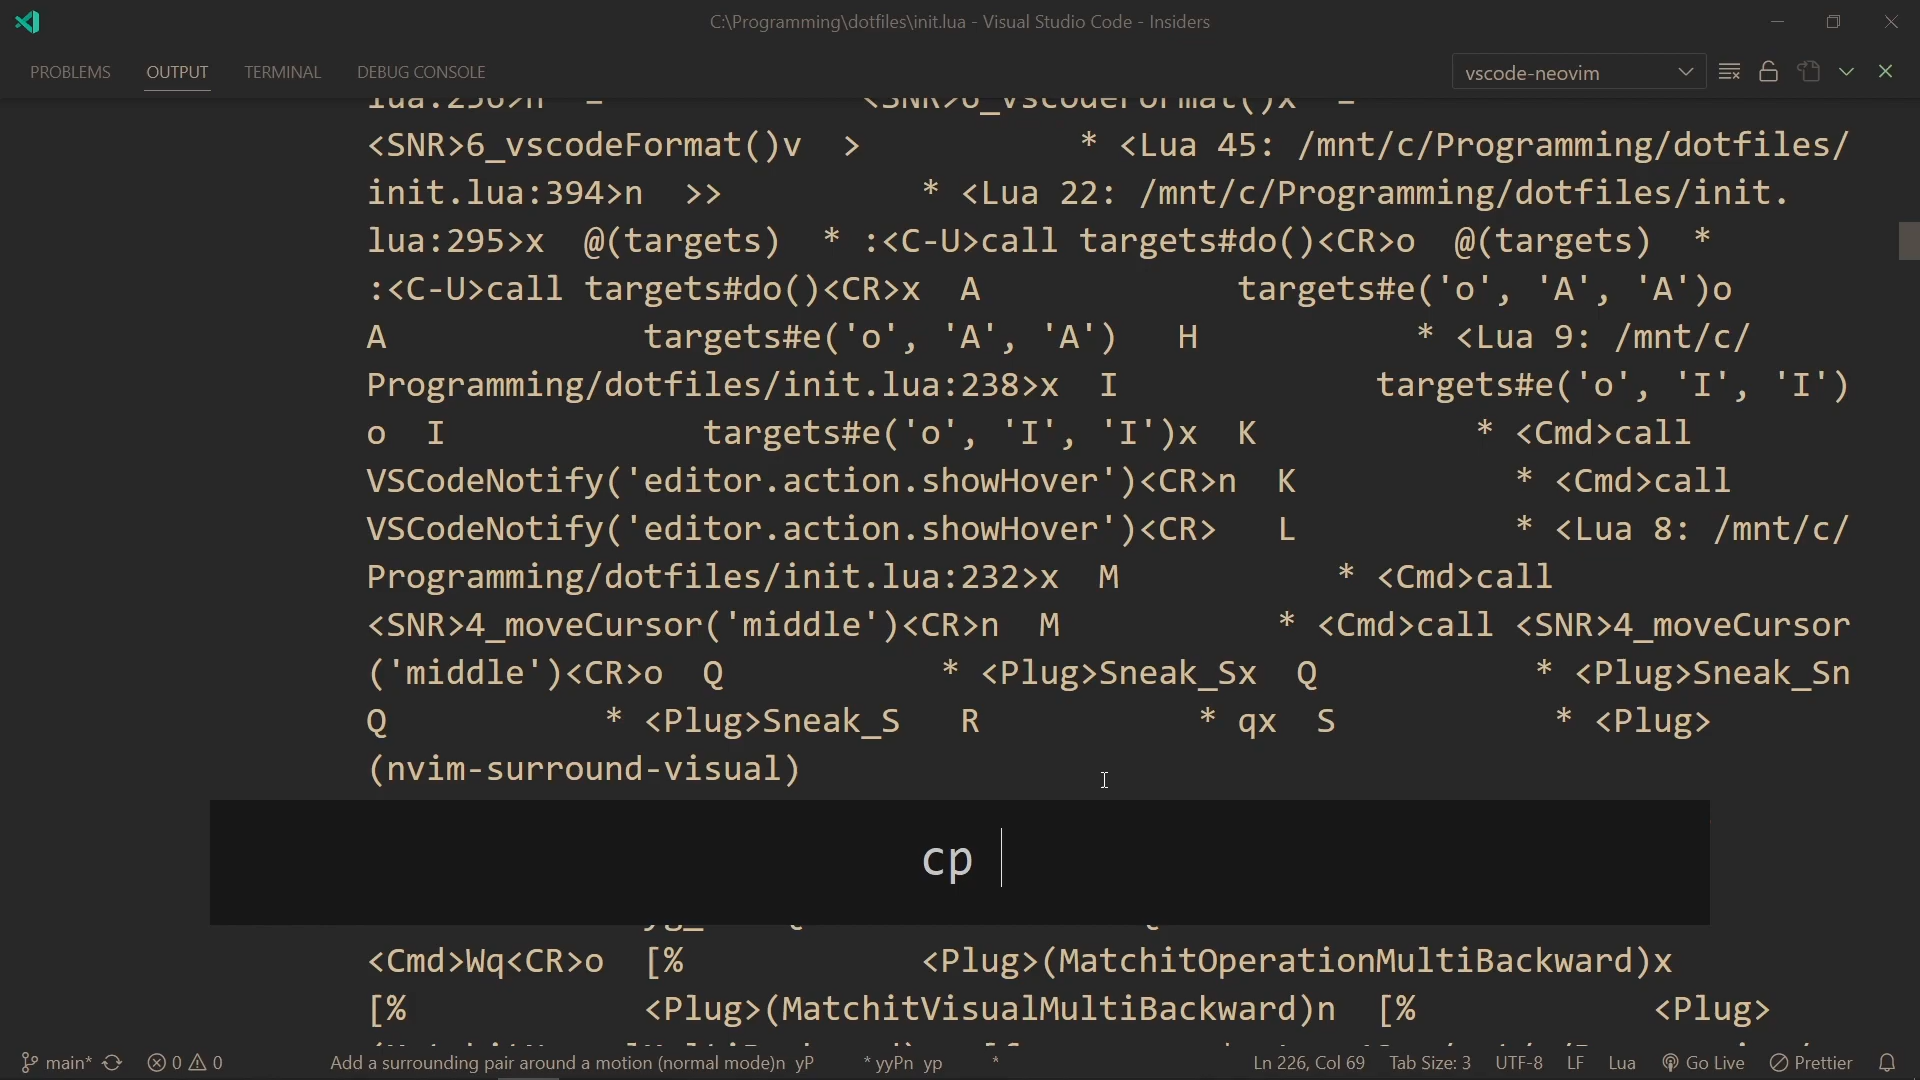 C:\Programming\dotfiles\init.lua - Visual Studio Code - Insiders
PROBLEMS OUTPUT TERMINAL DEBUG CONSOLE vscode-neovim
lua:256>n = <SNR>6_vscodeFormat()x =
<SNR>6_vscodeFormat()v > * <Lua 45: /mnt/c/Programming/dotfiles/
init.lua:394>n >> * <Lua 22: /mnt/c/Programming/dotfiles/init.
lua:295>x @(targets) * :<C-U>call targets#do()<CR>o @(targets) *
:<C-U>call targets#do()<CR>x A targets#e('o', 'A', 'A')o
A targets#e('o', 'A', 'A') H * <Lua 9: /mnt/c/
Programming/dotfiles/init.lua:238>x I targets#e('o', 'I', 'I')
o I targets#e('o', 'I', 'I')x K * <Cmd>call
VSCodeNotify('editor.action.showHover')<CR>n K * <Cmd>call
VSCodeNotify('editor.action.showHover')<CR> L * <Lua 8: /mnt/c/
Programming/dotfiles/init.lua:232>x M * <Cmd>call
<SNR>4_moveCursor('middle')<CR>n M * <Cmd>call <SNR>4_moveCursor
('middle')<CR>o Q * <Plug>Sneak_Sx Q * <Plug>Sneak_Sn
Q * <Plug>Sneak_S R * qx S * <Plug>
(nvim-surround-visual)
cp
<Cmd>Wq<CR>o [% <Plug>(MatchitOperationMultiBackward)x
[% <Plug>(MatchitVisualMultiBackward)n [% <Plug>
main* 0 0 Add a surrounding pair around a motion (normal mode)n yP * yyPn yp * Ln 226, Col 69 Tab Size: 3 UTF-8 LF Lua Go Live Prettier